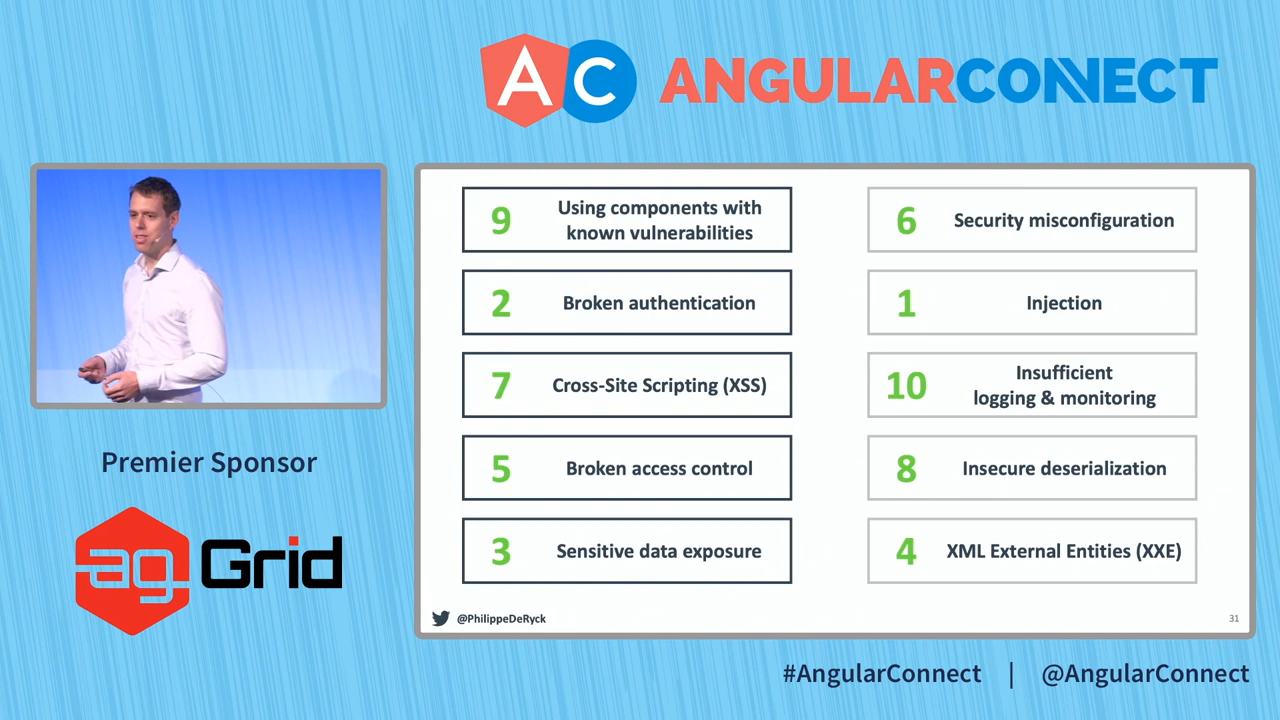 AC ANGULARCONNECT
9 Using components with
known vulnerabilities
6 Security misconfiguration
2 Broken authentication
1 Injection
7 Cross-Site Scripting (XSS)
10 Insufficient
logging & monitoring
5 Broken access control
8 Insecure deserialization
3 Sensitive data exposure
4 XML External Entities (XXE)
@PhilippeDeRyck
31
Premier Sponsor
ag Grid
#AngularConnect | @AngularConnect